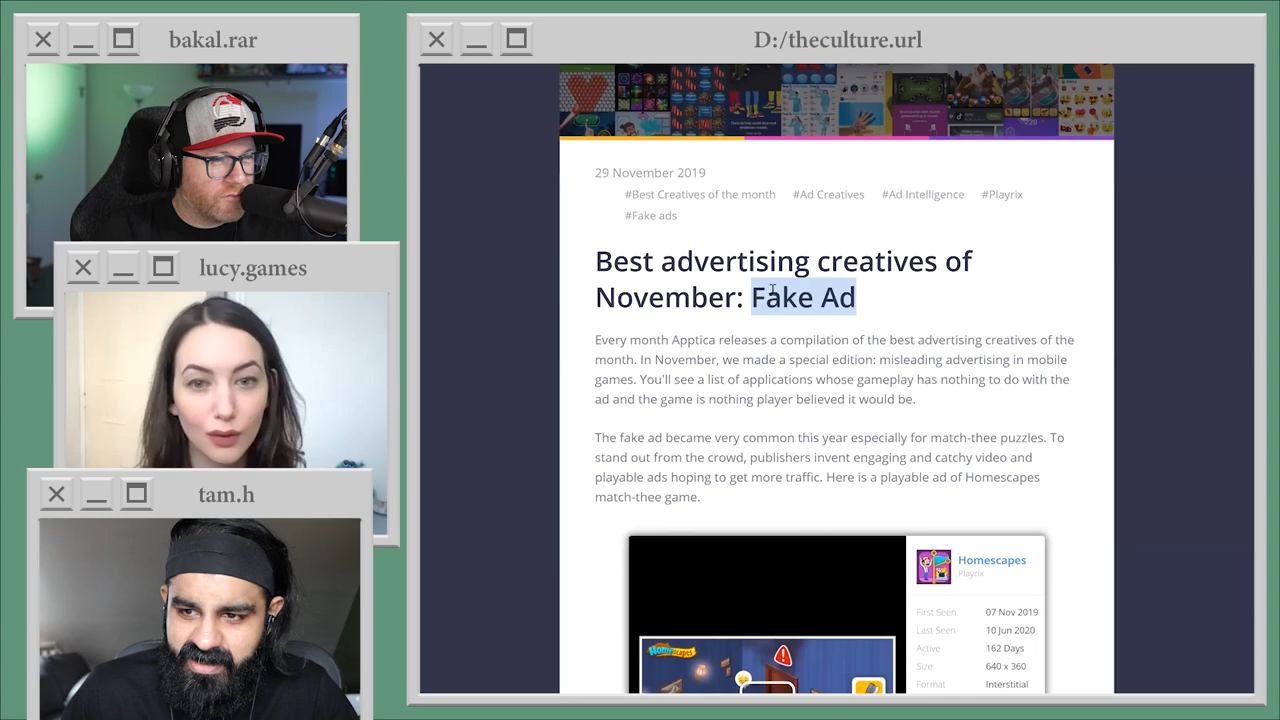 bakal.rar
lucy.games
tam.h
D:/theculture.url
29 November 2019
#Best Creatives of the month #Ad Creatives #Ad Intelligence #Playrix
#Fake ads
Best advertising creatives of
November: Fake Ad
Every month Apptica releases a compilation of the best advertising creatives of the
month. In November, we made a special edition: misleading advertising in mobile
games. You'll see a list of applications whose gameplay has nothing to do with the
ad and the game is nothing player believed it would be.
The fake ad became very common this year especially for match-thee puzzles. To
stand out from the crowd, publishers invent engaging and catchy video and
playable ads hoping to get more traffic. Here is a playable ad of Homescapes
match-thee game.
Homescapes
Homescapes
Playrix
First Seen 07 Nov 2019
Last Seen 10 Jun 2020
Active 162 Days
Size 640 x 360
Format Interstitial